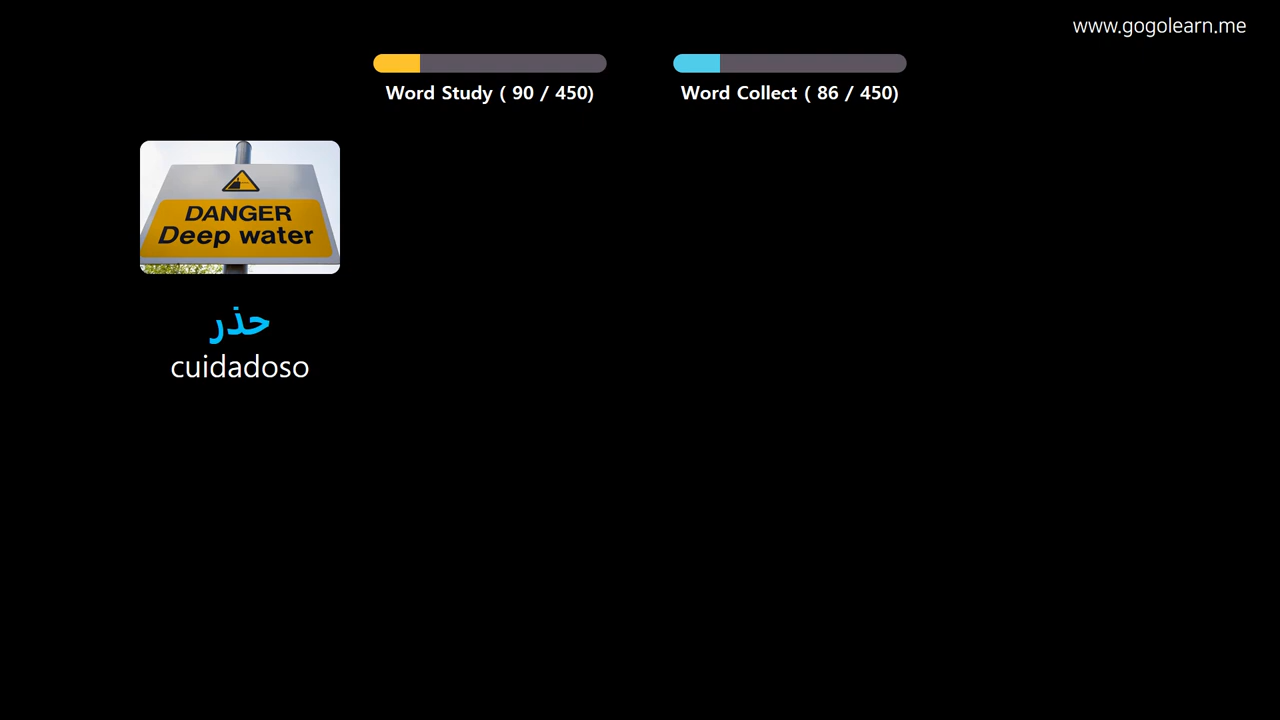 www.gogolearn.me
Word Study ( 90 / 450)
Word Collect ( 86 / 450)
DANGER
Deep water
حذر
cuidadoso